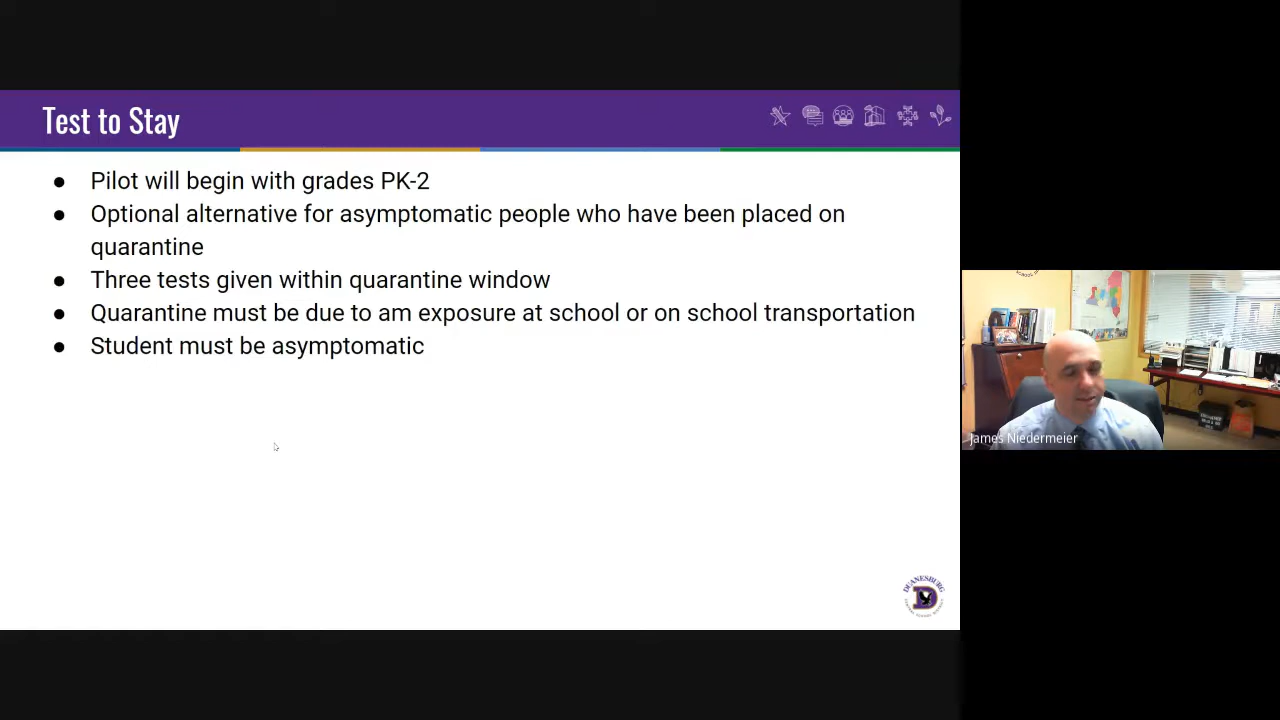 Test to Stay
● Pilot will begin with grades PK-2
● Optional alternative for asymptomatic people who have been placed on
quarantine
● Three tests given within quarantine window
● Quarantine must be due to am exposure at school or on school transportation
● Student must be asymptomatic
James Niedermeier
DUANESBURG
D